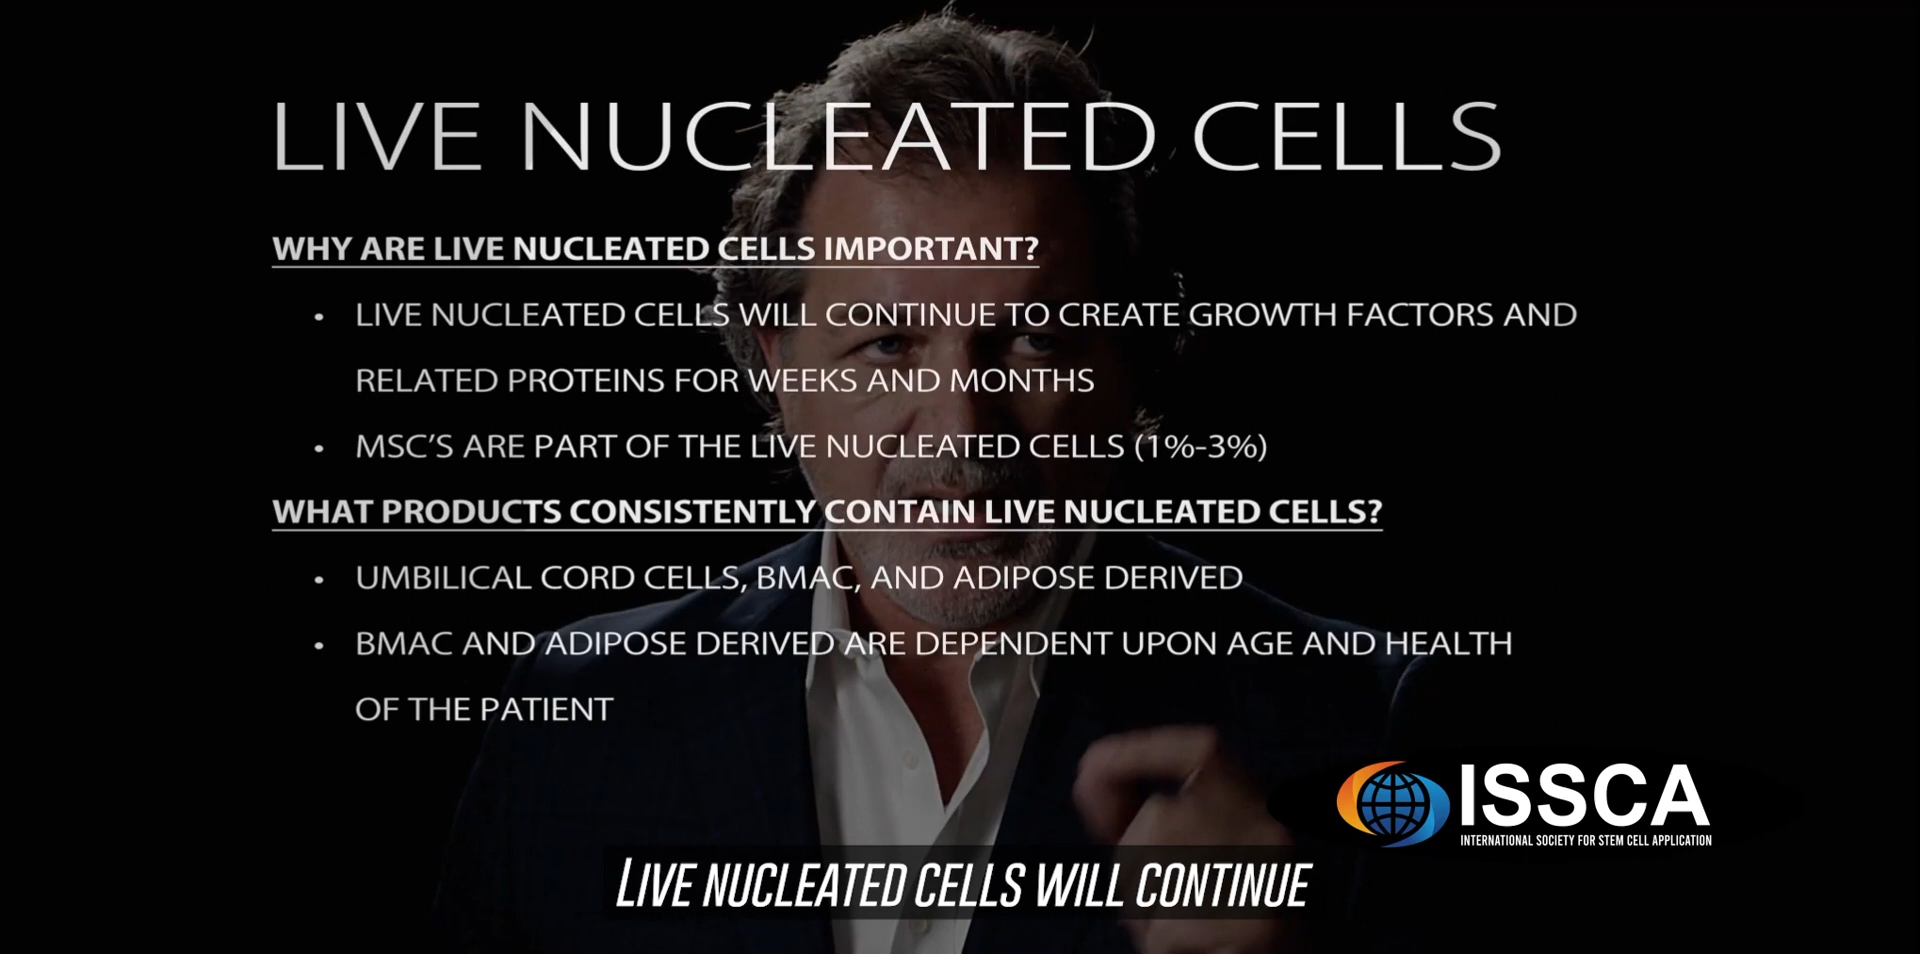 LIVE NUCLEATED CELLS
WHY ARE LIVE NUCLEATED CELLS IMPORTANT?
• LIVE NUCLEATED CELLS WILL CONTINUE TO CREATE GROWTH FACTORS AND
RELATED PROTEINS FOR WEEKS AND MONTHS
• MSC’S ARE PART OF THE LIVE NUCLEATED CELLS (1%-3%)
WHAT PRODUCTS CONSISTENTLY CONTAIN LIVE NUCLEATED CELLS?
• UMBILICAL CORD CELLS, BMAC, AND ADIPOSE DERIVED
• BMAC AND ADIPOSE DERIVED ARE DEPENDENT UPON AGE AND HEALTH
OF THE PATIENT
ISSCA
INTERNATIONAL SOCIETY FOR STEM CELL APPLICATION
LIVE NUCLEATED CELLS WILL CONTINUE